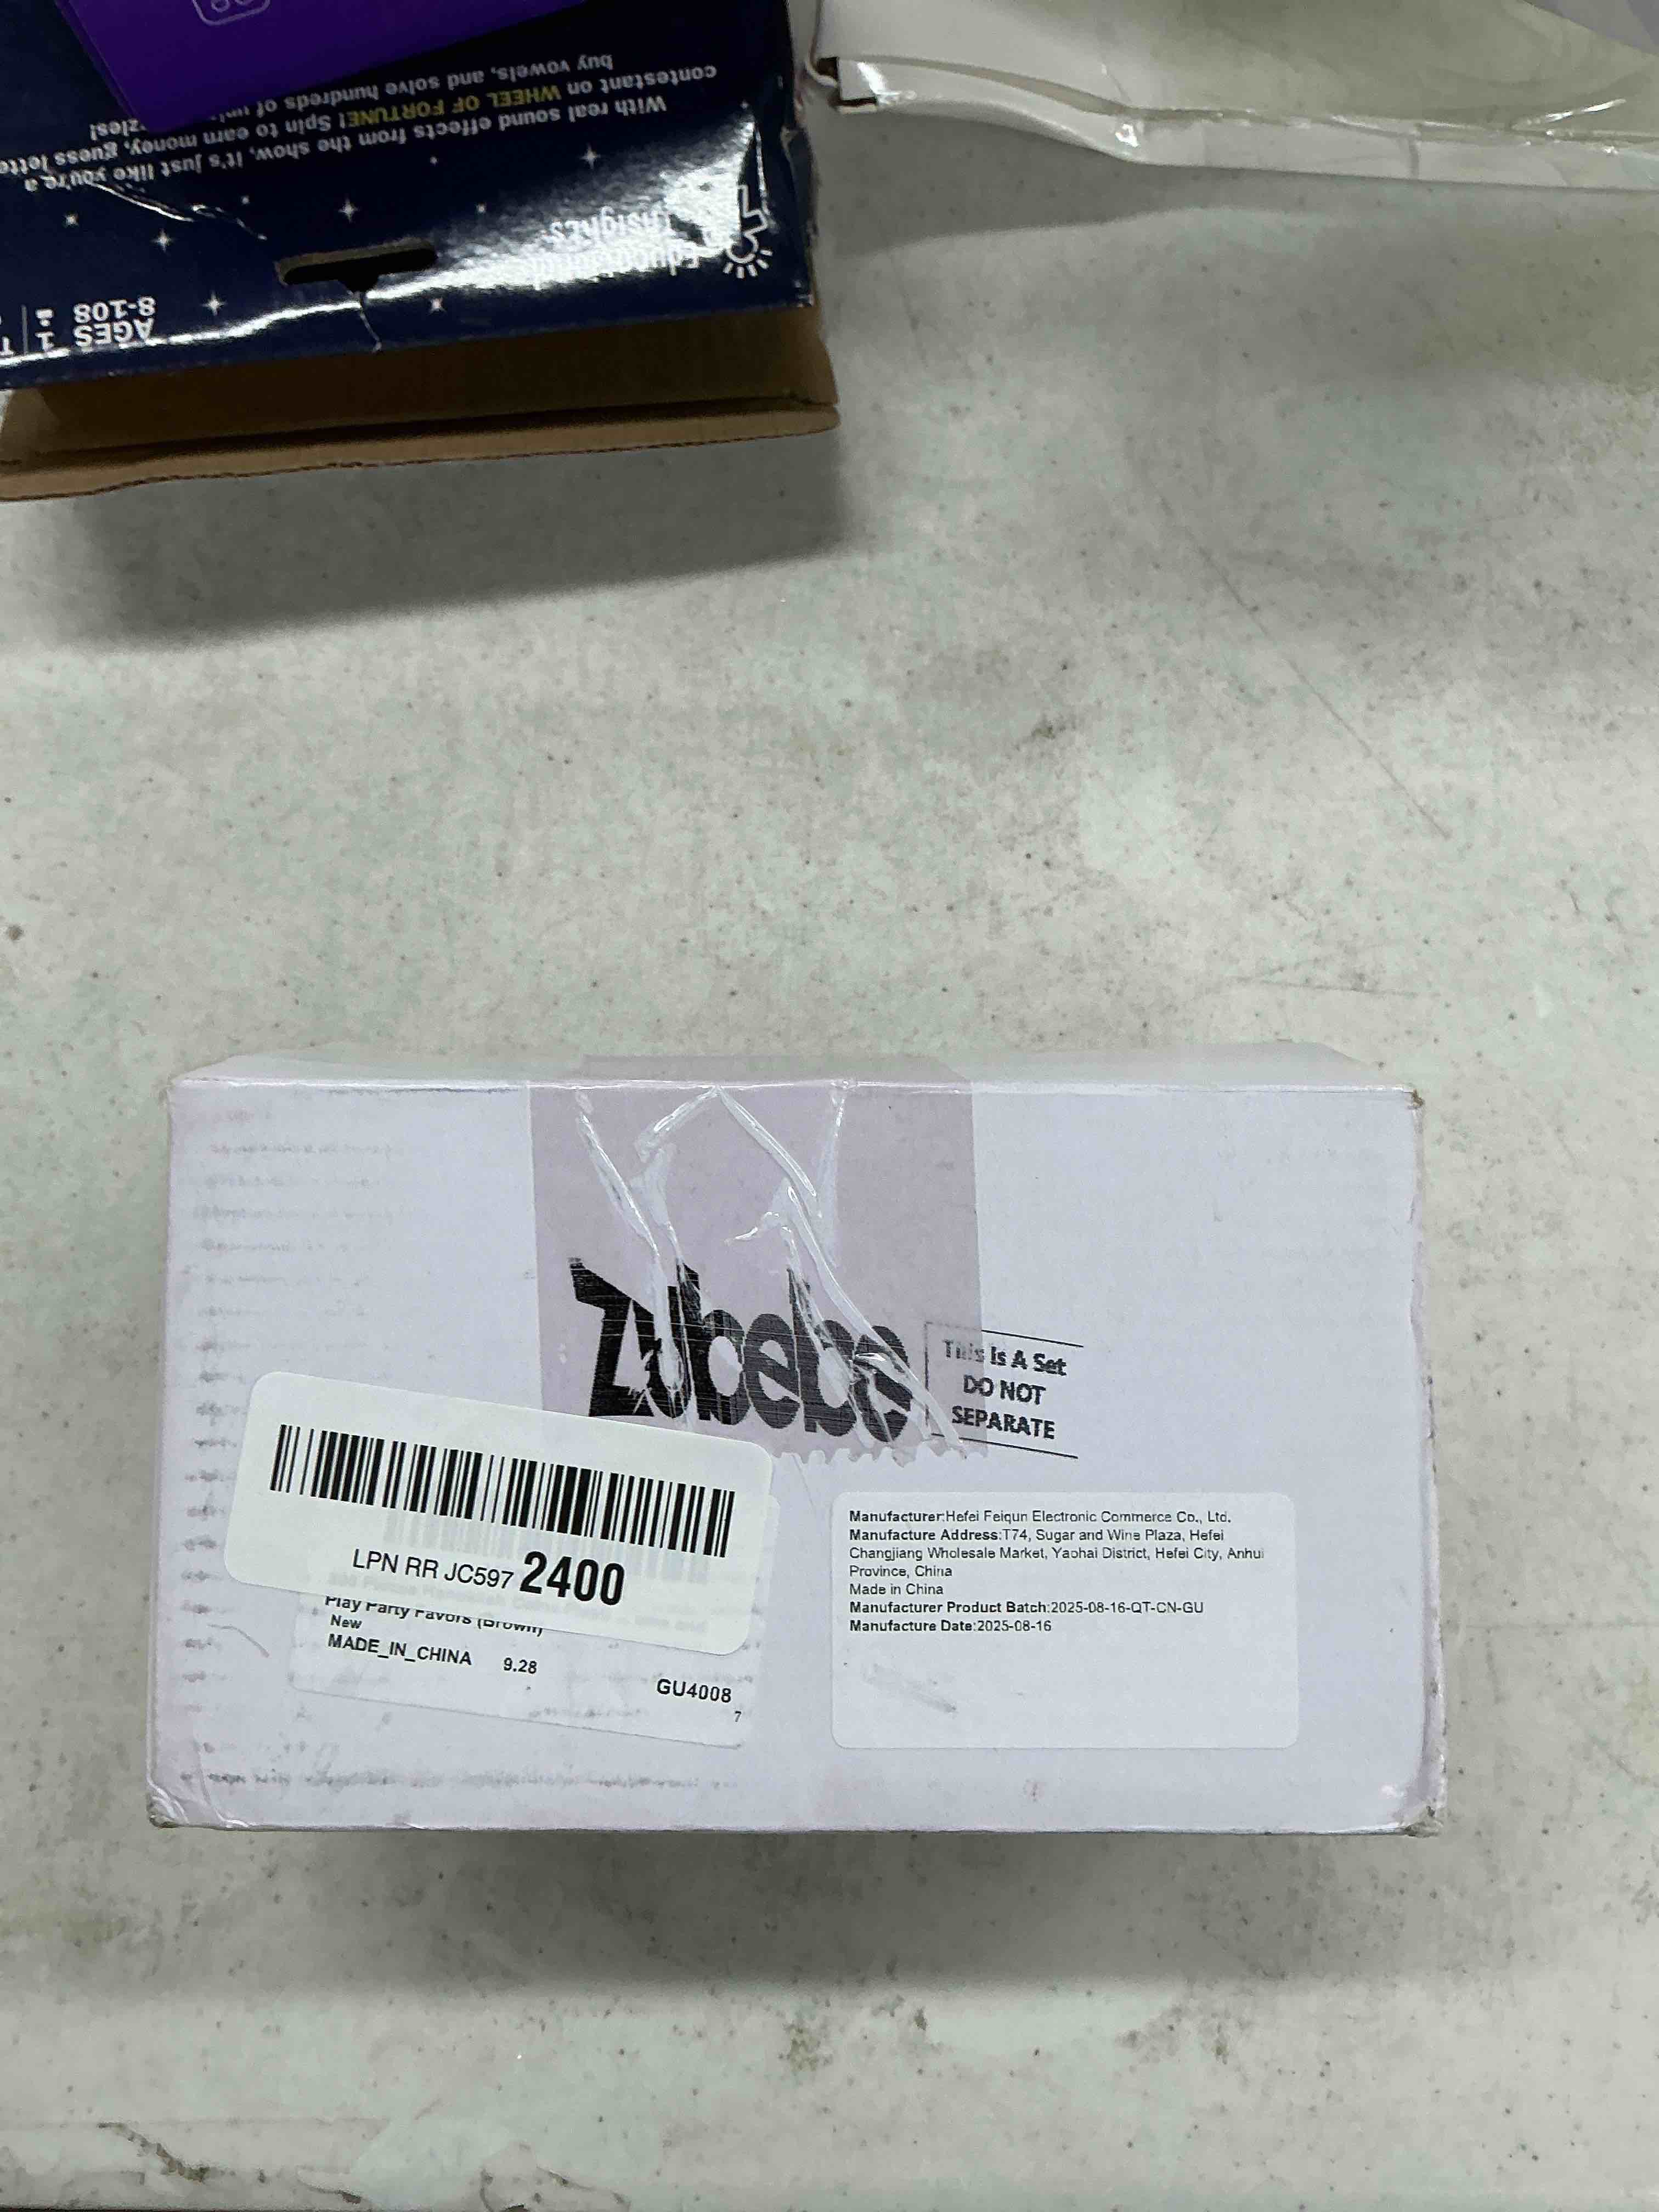 With real sound effects from the show, it's just like you're a
contestant on WHEEL OF FORTUNE! Spin to earn money, guess
buy vowels, and solve hundreds of
Educational
Insights
AGES
8-108
1
Zubebe
This Is A Set
DO NOT
SEPARATE
LPN RR JC597 2400
Play Party Favors (Brown)
New
MADE_IN_CHINA 9.28
GU4008
7
Manufacturer:Hefei Feiqun Electronic Commerce Co., Ltd.
Manufacture Address:T74, Sugar and Wine Plaza, Hefei
Changjiang Wholesale Market, Yaohai District, Hefei City, Anhui
Province, China
Made in China
Manufacturer Product Batch:2025-08-16-QT-CN-GU
Manufacture Date:2025-08-16